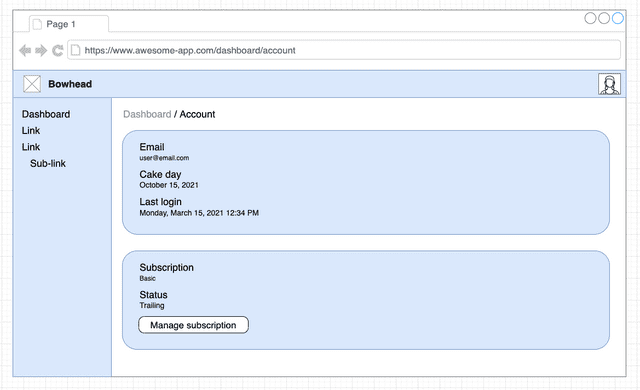 Page 1
https://www.awesome-app.com/dashboard/account
Bowhead
Dashboard
Link
Link
Sub-link
Dashboard / Account
Email
user@email.com
Cake day
October 15, 2021
Last login
Monday, March 15, 2021 12:34 PM
Subscription
Basic
Status
Trailing
Manage subscription